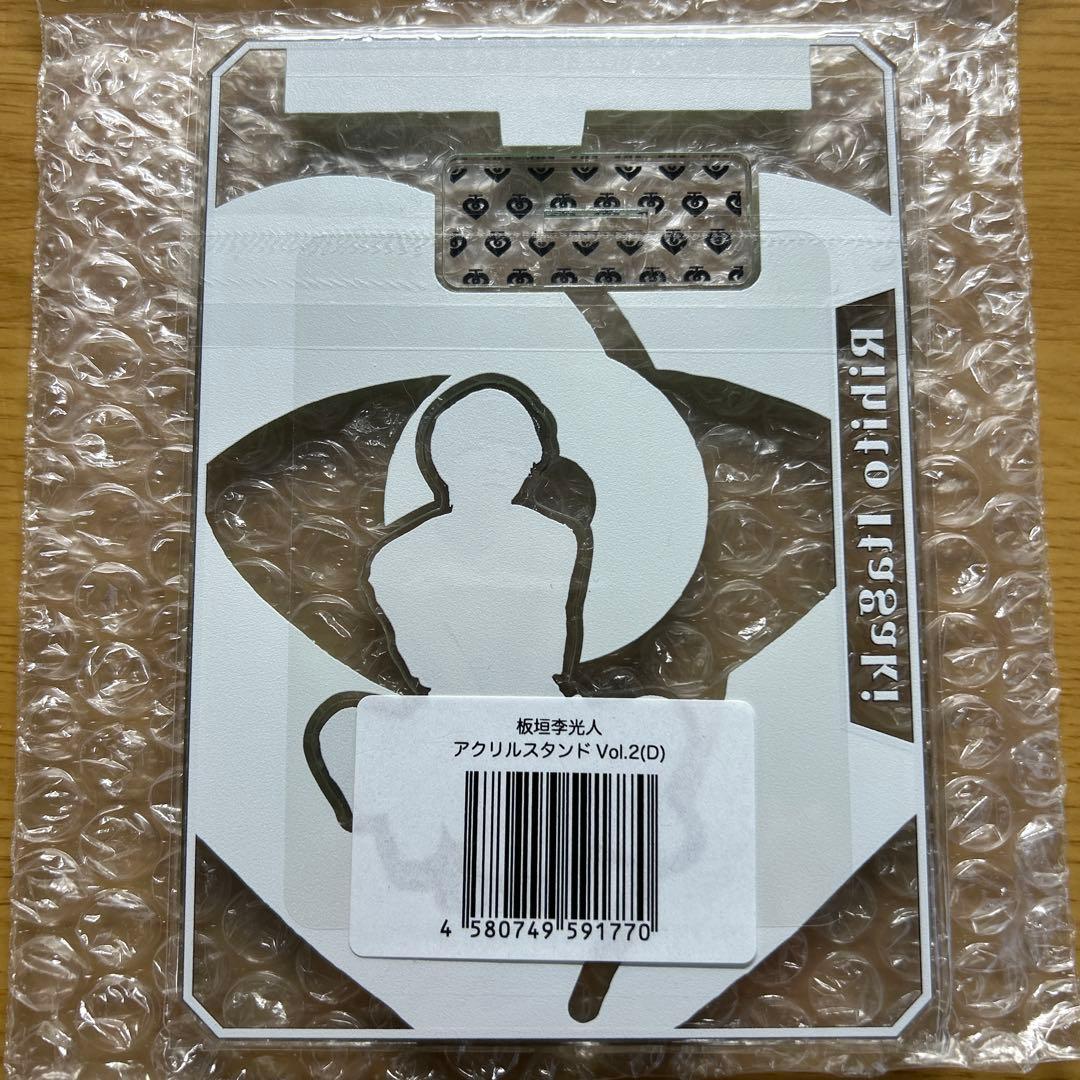 Rihito Itagaki
板垣李光人
アクリルスタンド Vol.2(D)
4 580749 591770